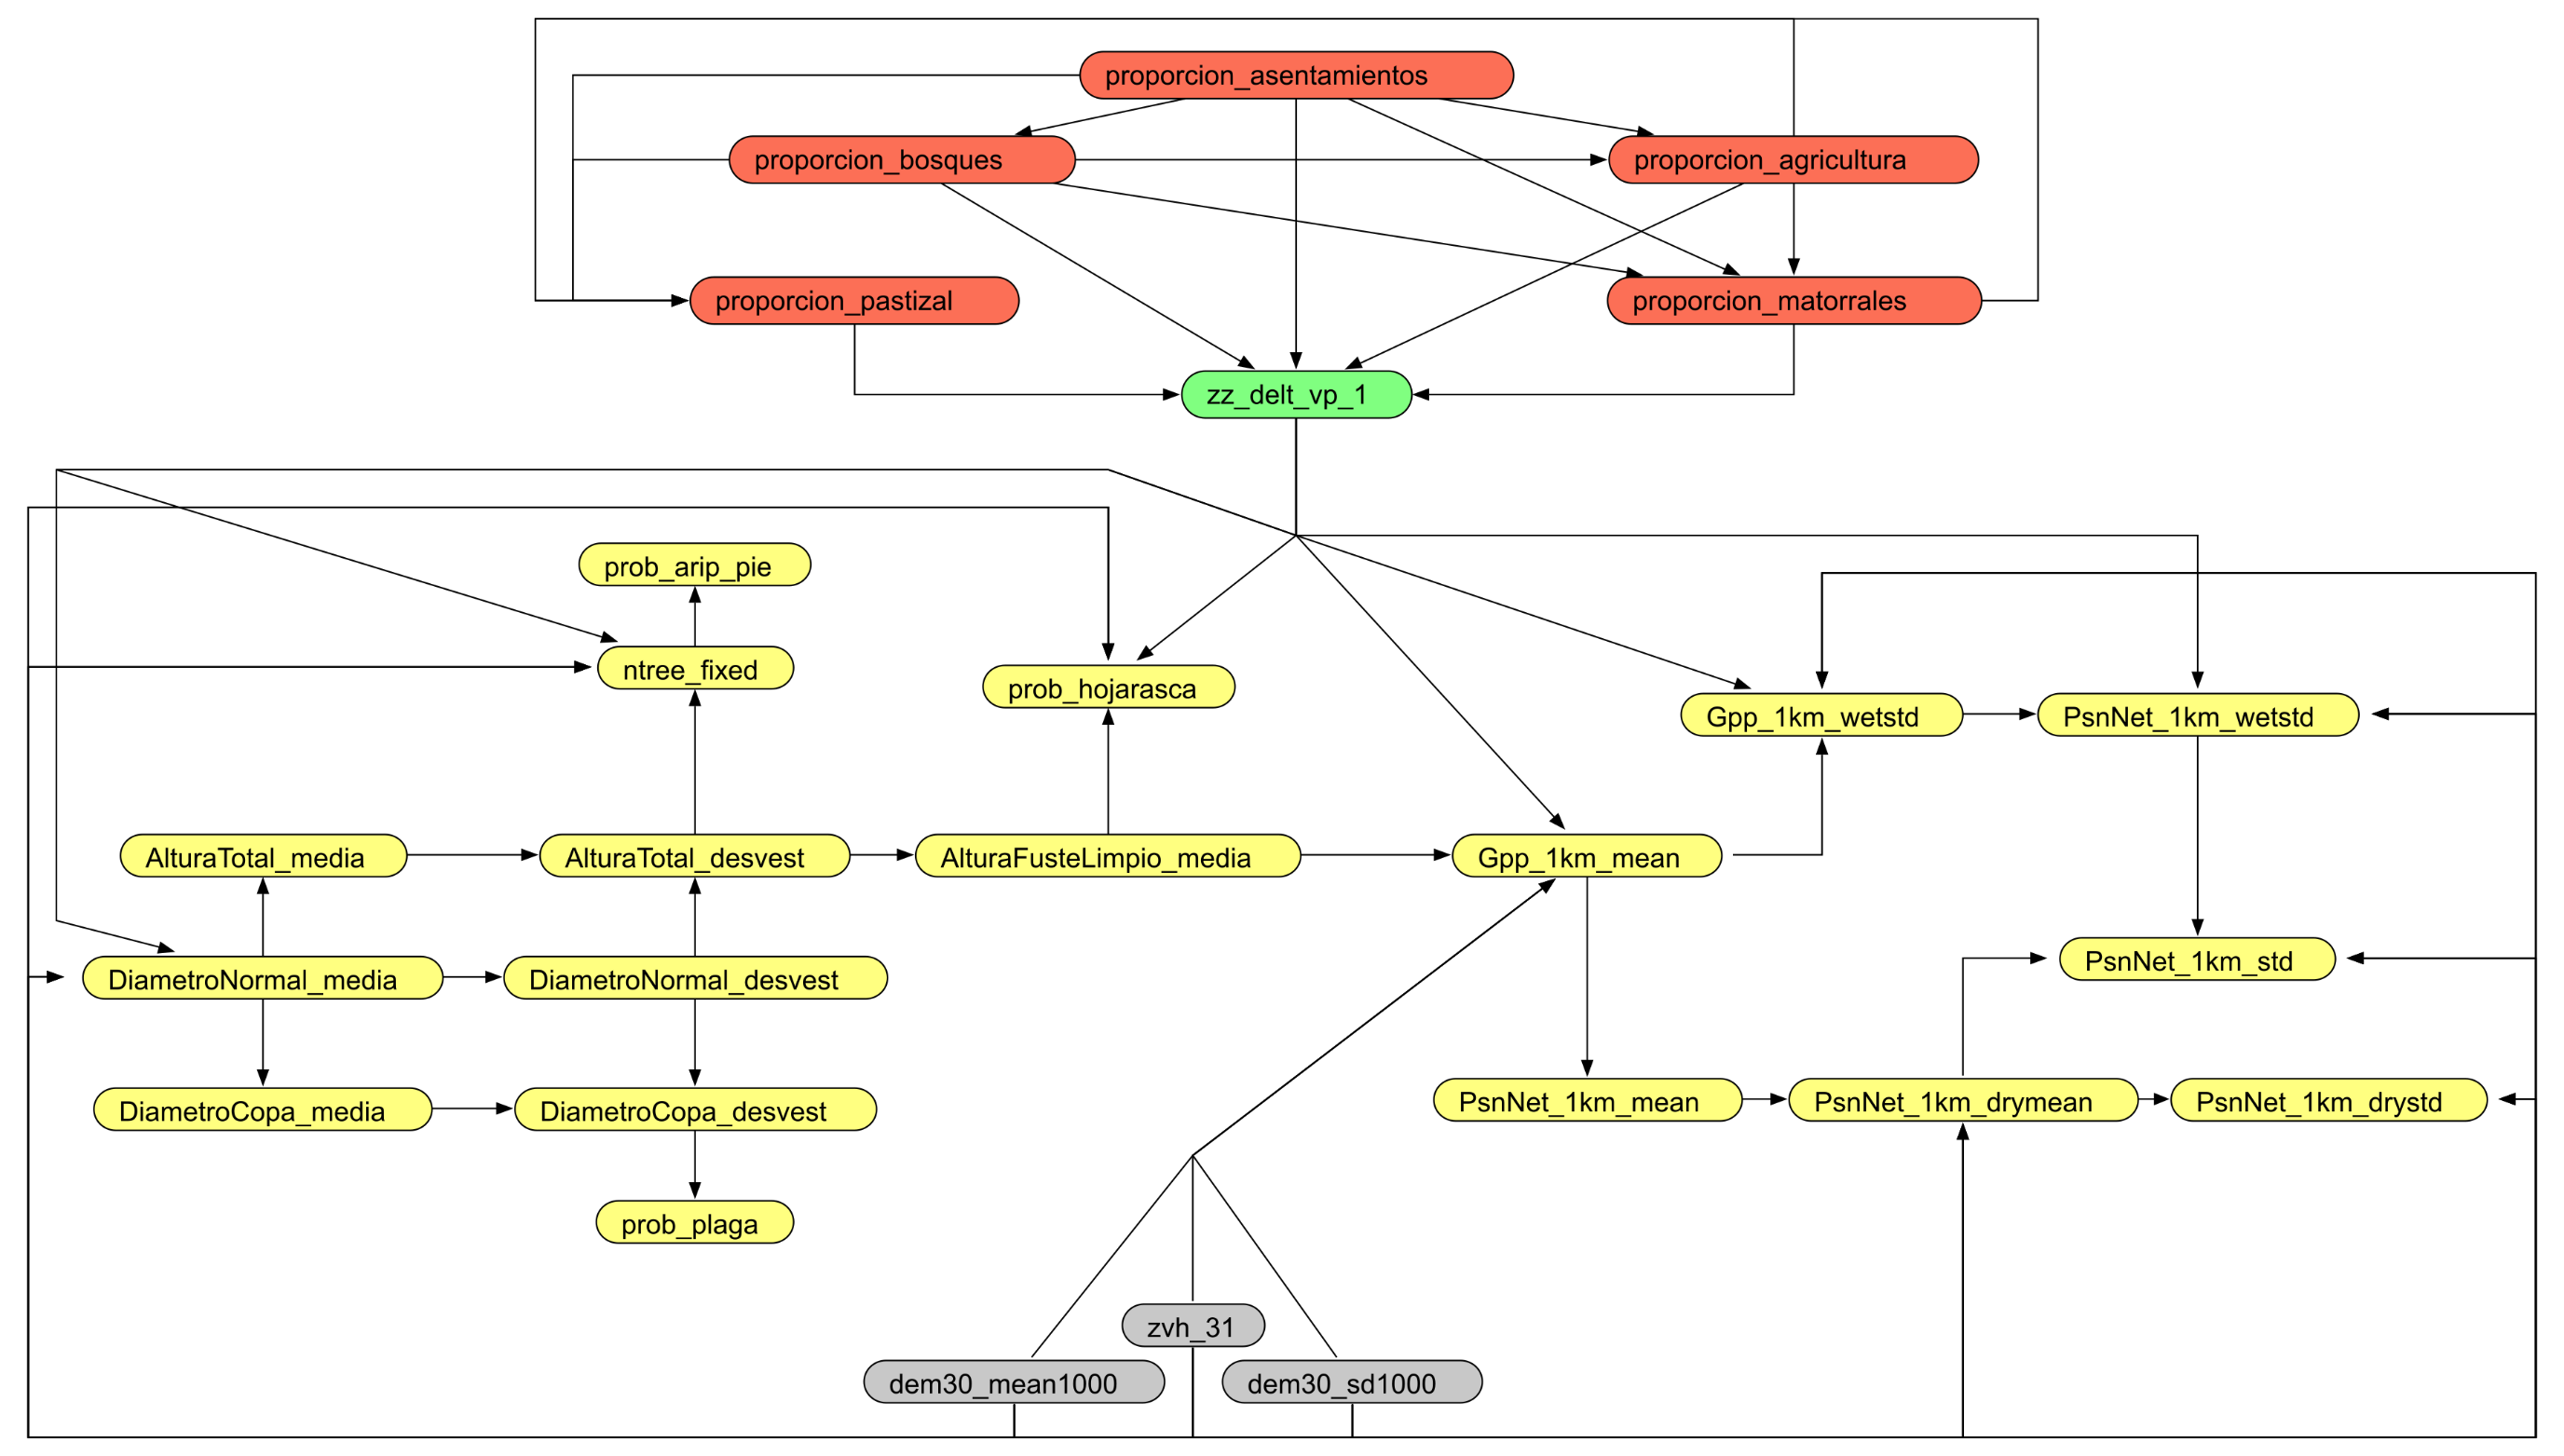 proporcion_asentamientos
proporcion_bosques
proporcion_agricultura
proporcion_pastizal
proporcion_matorrales
zz_delt_vp_1
prob_arip_pie
ntree_fixed
prob_hojarasca
Gpp_1km_wetstd
PsnNet_1km_wetstd
AlturaTotal_media
AlturaTotal_desvest
AlturaFusteLimpio_media
Gpp_1km_mean
DiametroNormal_media
DiametroNormal_desvest
PsnNet_1km_std
DiametroCopa_media
DiametroCopa_desvest
PsnNet_1km_mean
PsnNet_1km_drymean
PsnNet_1km_drystd
prob_plaga
zvh_31
dem30_mean1000
dem30_sd1000